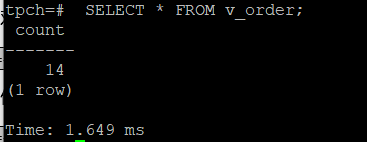 tpch=#  SELECT * FROM v_order;
 count
-------
    14
(1 row)
Time: 1.649 ms